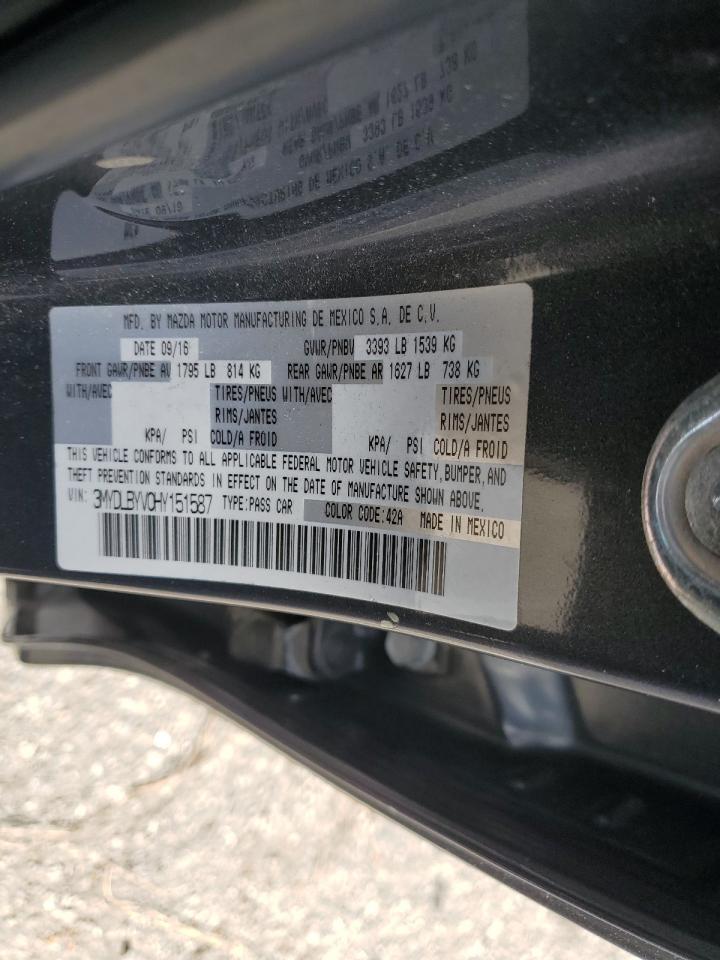 MFD. BY MAZDA MOTOR MANUFACTURING DE MEXICO S.A. DE C.V.
DATE 09/16 GVWR/PNBV 3393 LB 1539 KG
FRONT GAWR/PNBE AV 1795 LB 814 KG REAR GAWR/PNBE AR 1627 LB 738 KG
WITH/AVEC TIRES/PNEUS WITH/AVEC TIRES/PNEUS
RIMS/JANTES RIMS/JANTES
KPA/ PSI COLD/A FROID KPA/ PSI COLD/A FROID
THIS VEHICLE CONFORMS TO ALL APPLICABLE FEDERAL MOTOR VEHICLE SAFETY, BUMPER, AND
THEFT PREVENTION STANDARDS IN EFFECT ON THE DATE OF MANUFACTURE SHOWN ABOVE.
VIN: 3MYDLBYV0HY151587 TYPE:PASS CAR COLOR CODE:42A MADE IN MEXICO